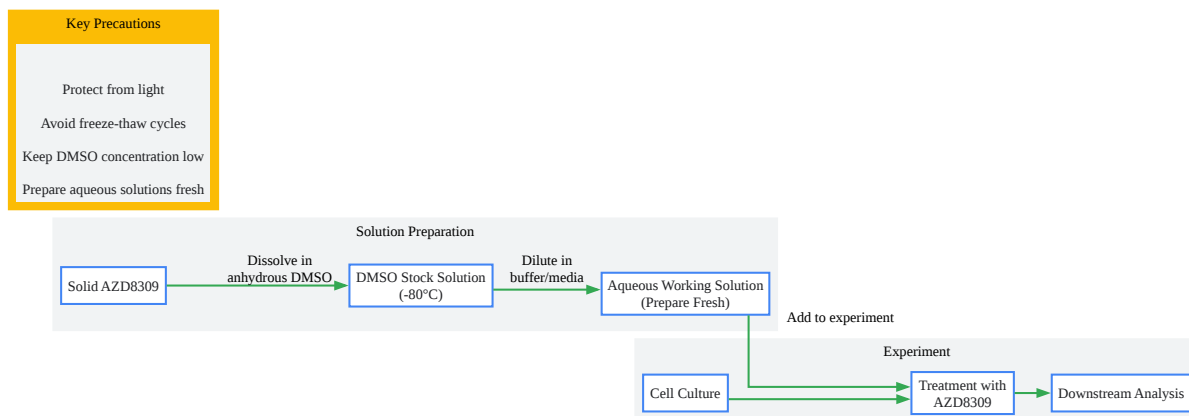 Key Precautions
Protect from light
Avoid freeze-thaw cycles
Keep DMSO concentration low
Prepare aqueous solutions fresh
Solution Preparation
Solid AZD8309
Dissolve in
anhydrous DMSO
DMSO Stock Solution
(-80°C)
Dilute in
buffer/media
Aqueous Working Solution
(Prepare Fresh)
Add to experiment
Experiment
Cell Culture
Treatment with
AZD8309
Downstream Analysis